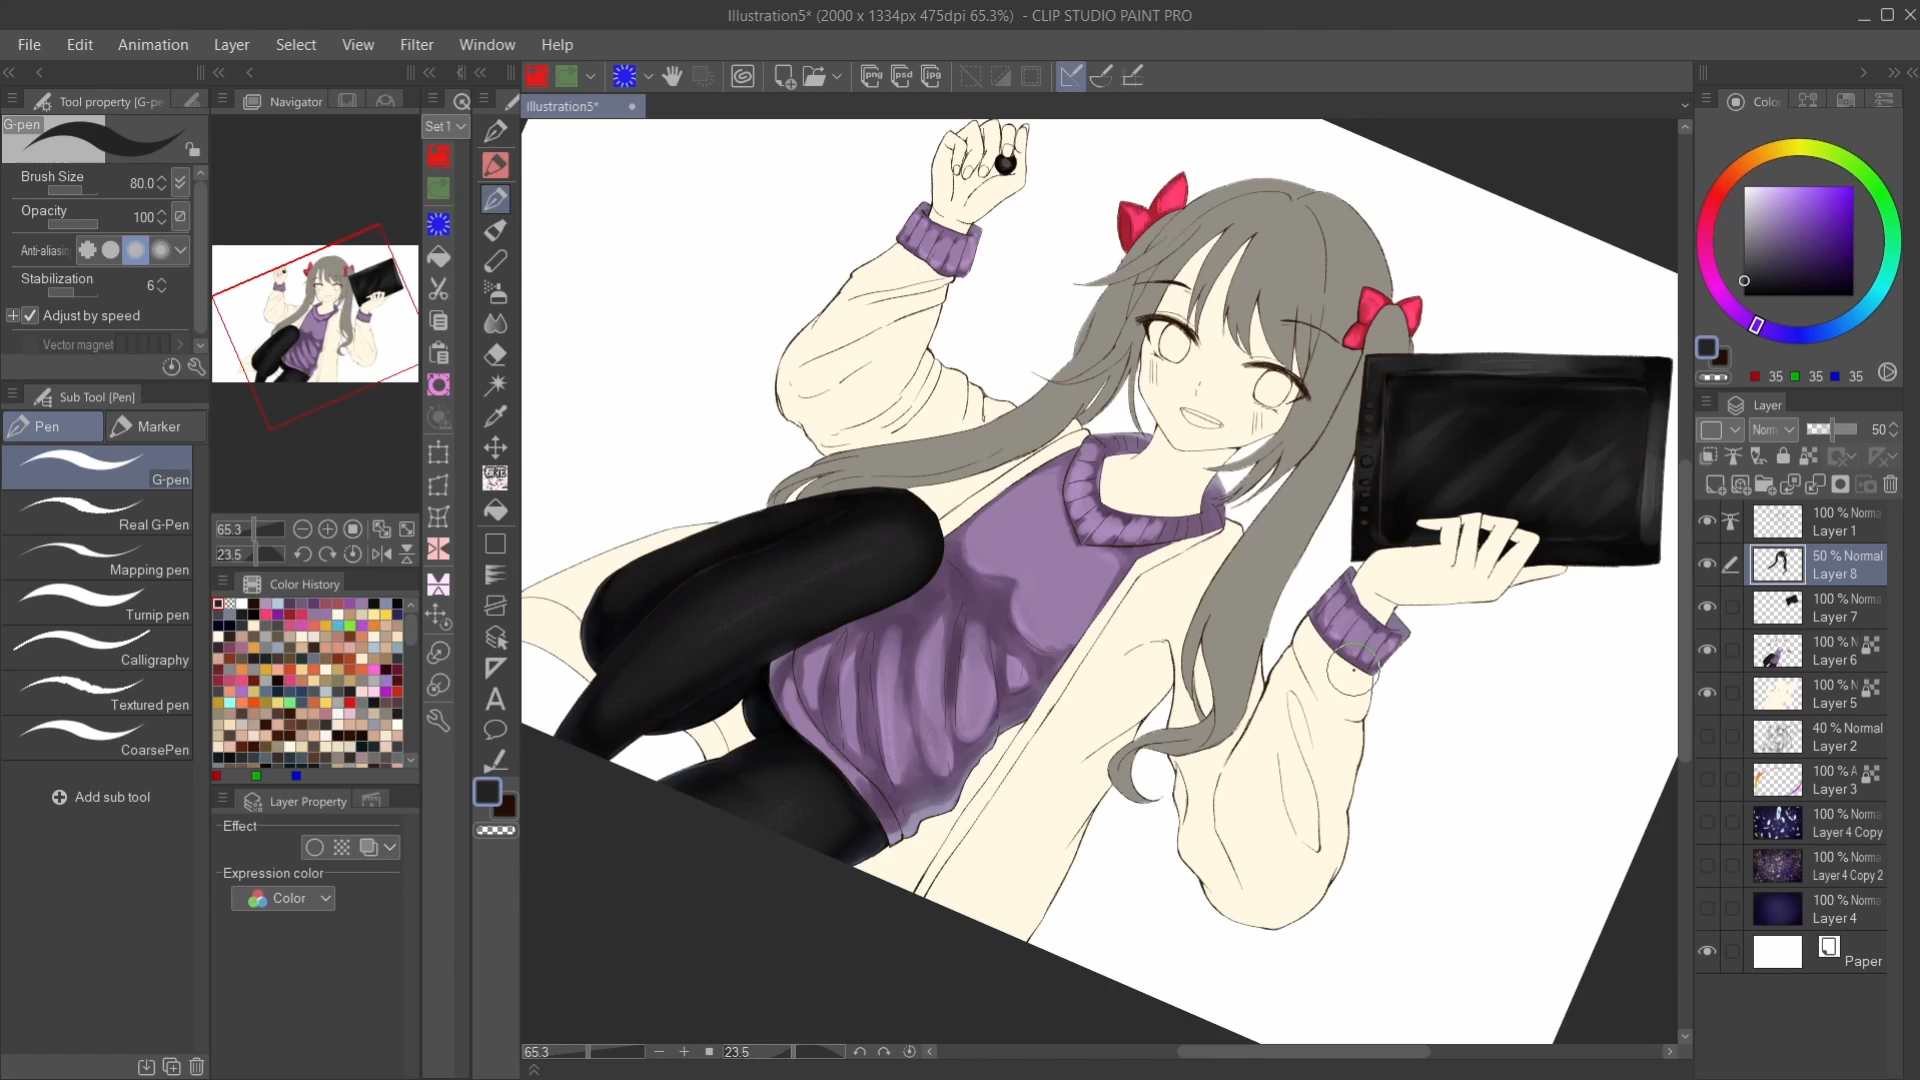 Illustration5* (2000 x 1334px 475dpi 65.3%)  - CLIP STUDIO PAINT PRO
File Edit Animation Layer Select View Filter Window Help
Tool property [G-pe
Navigator
Color
Set 1
Illustration5*
png psd jpg
G-pen
Brush Size 80.0
Opacity 100
Anti-aliasin
Stabilization 6
Adjust by speed
Vector magnet
Sub Tool [Pen]
Pen Marker
G-pen
Real G-Pen
Mapping pen
Turnip pen
Calligraphy
Textured pen
CoarsePen
Add sub tool
65.3
23.5
Color History
Layer Property
Effect
Expression color
Color
A
65.3 23.5
35 35 35
Layer
Norn 50
100 % Norma
Layer 1
50 % Normal
Layer 8
100 % Norma
Layer 7
100 % N
Layer 6
100 % N
Layer 5
40 % Normal
Layer 2
100 % A
Layer 3
100 % Norma
Layer 4 Copy
100 % Norma
Layer 4 Copy 2
100 % Norma
Layer 4
Paper